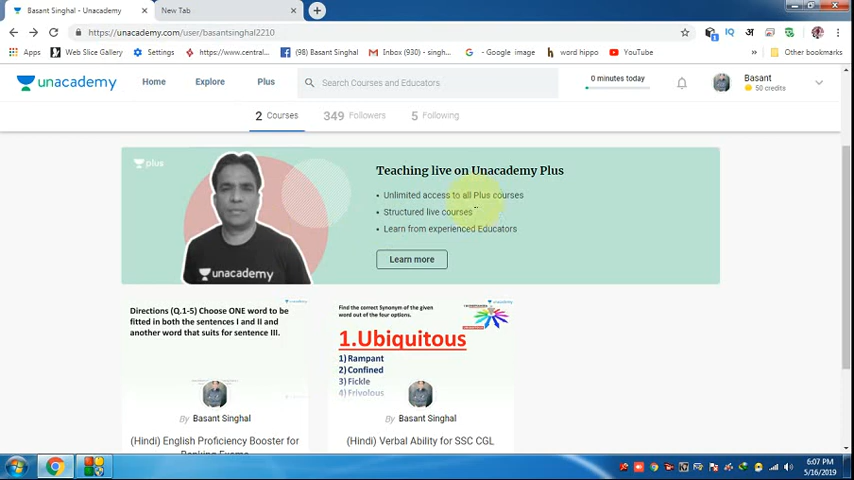 Basant Singhal - Unacademy
New Tab
https://unacademy.com/user/basantsinghal2210
Apps
Web Slice Gallery
Settings
https://www.central...
(98) Basant Singhal
Inbox (930) - singh...
G - Google image
word hippo
YouTube
Other bookmarks
unacademy
Home
Explore
Plus
Search Courses and Educators
0 minutes today
Basant
50 credits
2 Courses
349 Followers
5 Following
plus
Teaching live on Unacademy Plus
• Unlimited access to all Plus courses
• Structured live courses
• Learn from experienced Educators
Learn more
unacademy
Directions (Q.1-5) Choose ONE word to be
fitted in both the sentences I and II and
another word that suits for sentence III.
By Basant Singhal
(Hindi) English Proficiency Booster for
Banking Exams
Find the correct Synonym of the given
word out of the four options.
1.Ubiquitous
1) Rampant
2) Confined
3) Fickle
4) Frivolous
By Basant Singhal
(Hindi) Verbal Ability for SSC CGL
6:07 PM
5/16/2019